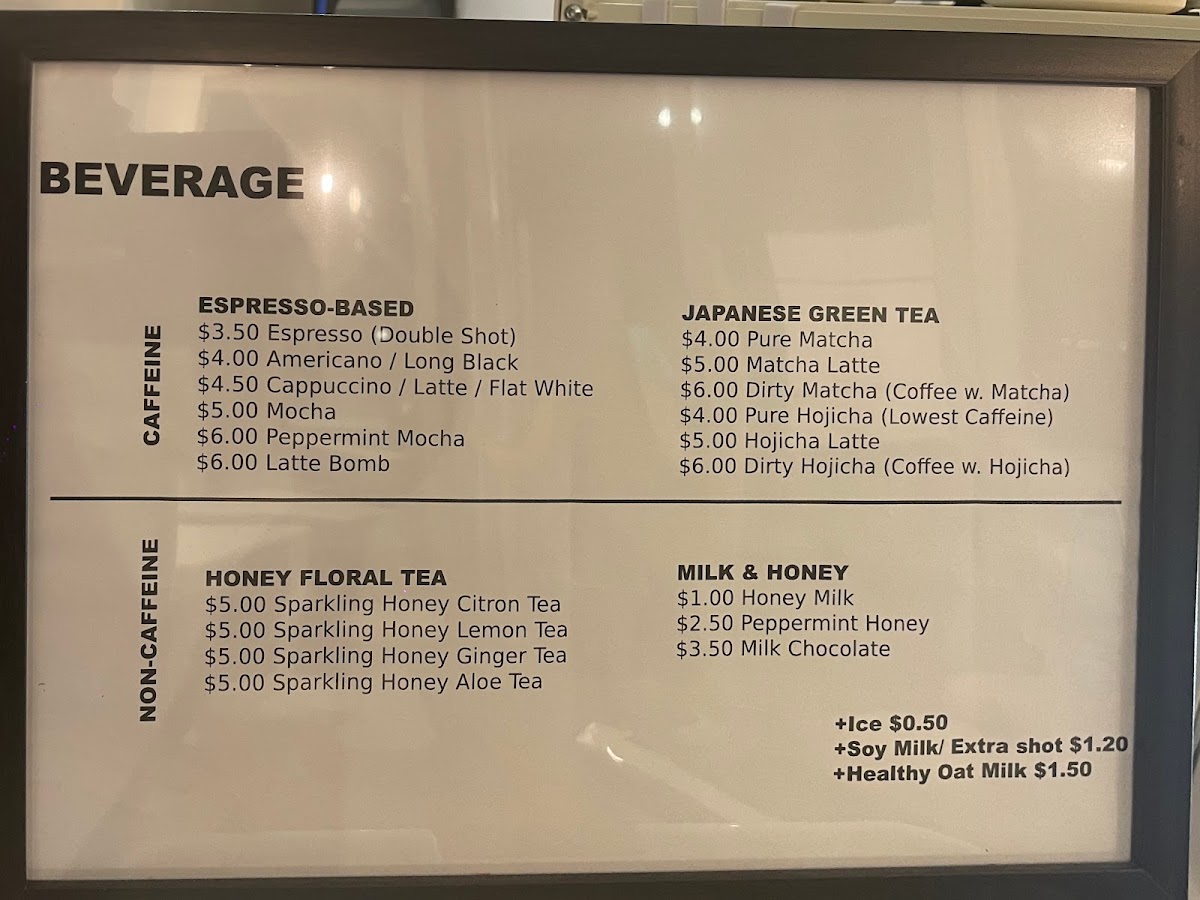 BEVERAGE
CAFFEINE
ESPRESSO-BASED
$3.50 Espresso (Double Shot)
$4.00 Americano / Long Black
$4.50 Cappuccino / Latte / Flat White
$5.00 Mocha
$6.00 Peppermint Mocha
$6.00 Latte Bomb
JAPANESE GREEN TEA
$4.00 Pure Matcha
$5.00 Matcha Latte
$6.00 Dirty Matcha (Coffee w. Matcha)
$4.00 Pure Hojicha (Lowest Caffeine)
$5.00 Hojicha Latte
$6.00 Dirty Hojicha (Coffee w. Hojicha)
NON-CAFFEINE
HONEY FLORAL TEA
$5.00 Sparkling Honey Citron Tea
$5.00 Sparkling Honey Lemon Tea
$5.00 Sparkling Honey Ginger Tea
$5.00 Sparkling Honey Aloe Tea
MILK & HONEY
$1.00 Honey Milk
$2.50 Peppermint Honey
$3.50 Milk Chocolate
+Ice $0.50
+Soy Milk/ Extra shot $1.20
+Healthy Oat Milk $1.50